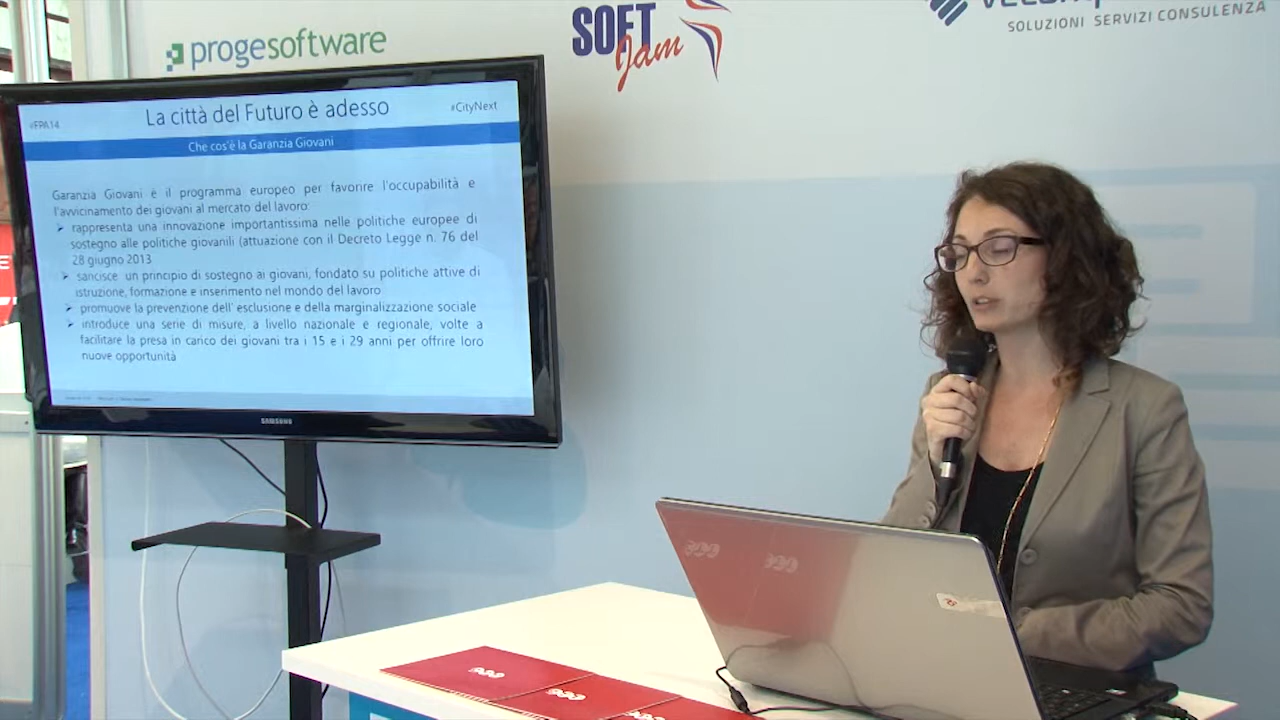 progesoftware
SOFT
Jam
SOLUZIONI SERVIZI CONSULENZA
#FPA14
La città del Futuro è adesso
#CityNext
Che cos'è la Garanzia Giovani
Garanzia Giovani è il programma europeo per favorire l'occupabilità e
l'avvicinamento dei giovani al mercato del lavoro:
rappresenta una innovazione importantissima nelle politiche europee di
sostegno alle politiche giovanili (attuazione con il Decreto Legge n. 76 del
28 giugno 2013
sancisce un principio di sostegno ai giovani, fondato su politiche attive di
istruzione, formazione e inserimento nel mondo del lavoro
promuove la prevenzione dell' esclusione e della marginalizzazione sociale
introduce una serie di misure, a livello nazionale e regionale, volte a
facilitare la presa in carico dei giovani tra i 15 e i 29 anni per offrire loro
nuove opportunità
SAMSUNG